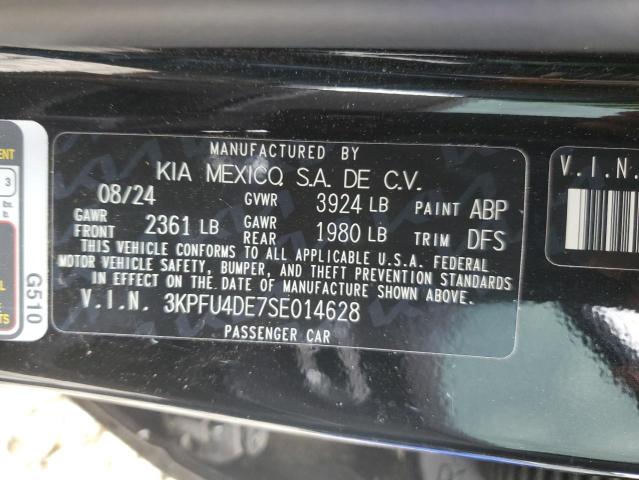 MANUFACTURED BY
KIA MEXICO, S.A. DE C.V.
08/24 GVWR 3924 LB PAINT ABP
GAWR FRONT 2361 LB GAWR REAR 1980 LB TRIM DFS
THIS VEHICLE CONFORMS TO ALL APPLICABLE U.S.A. FEDERAL
MOTOR VEHICLE SAFETY, BUMPER, AND THEFT PREVENTION STANDARDS
IN EFFECT ON THE DATE OF MANUFACTURE SHOWN ABOVE.
V.I.N. 3KPFU4DE7SE014628
PASSENGER CAR
V.I.N.
G510
3